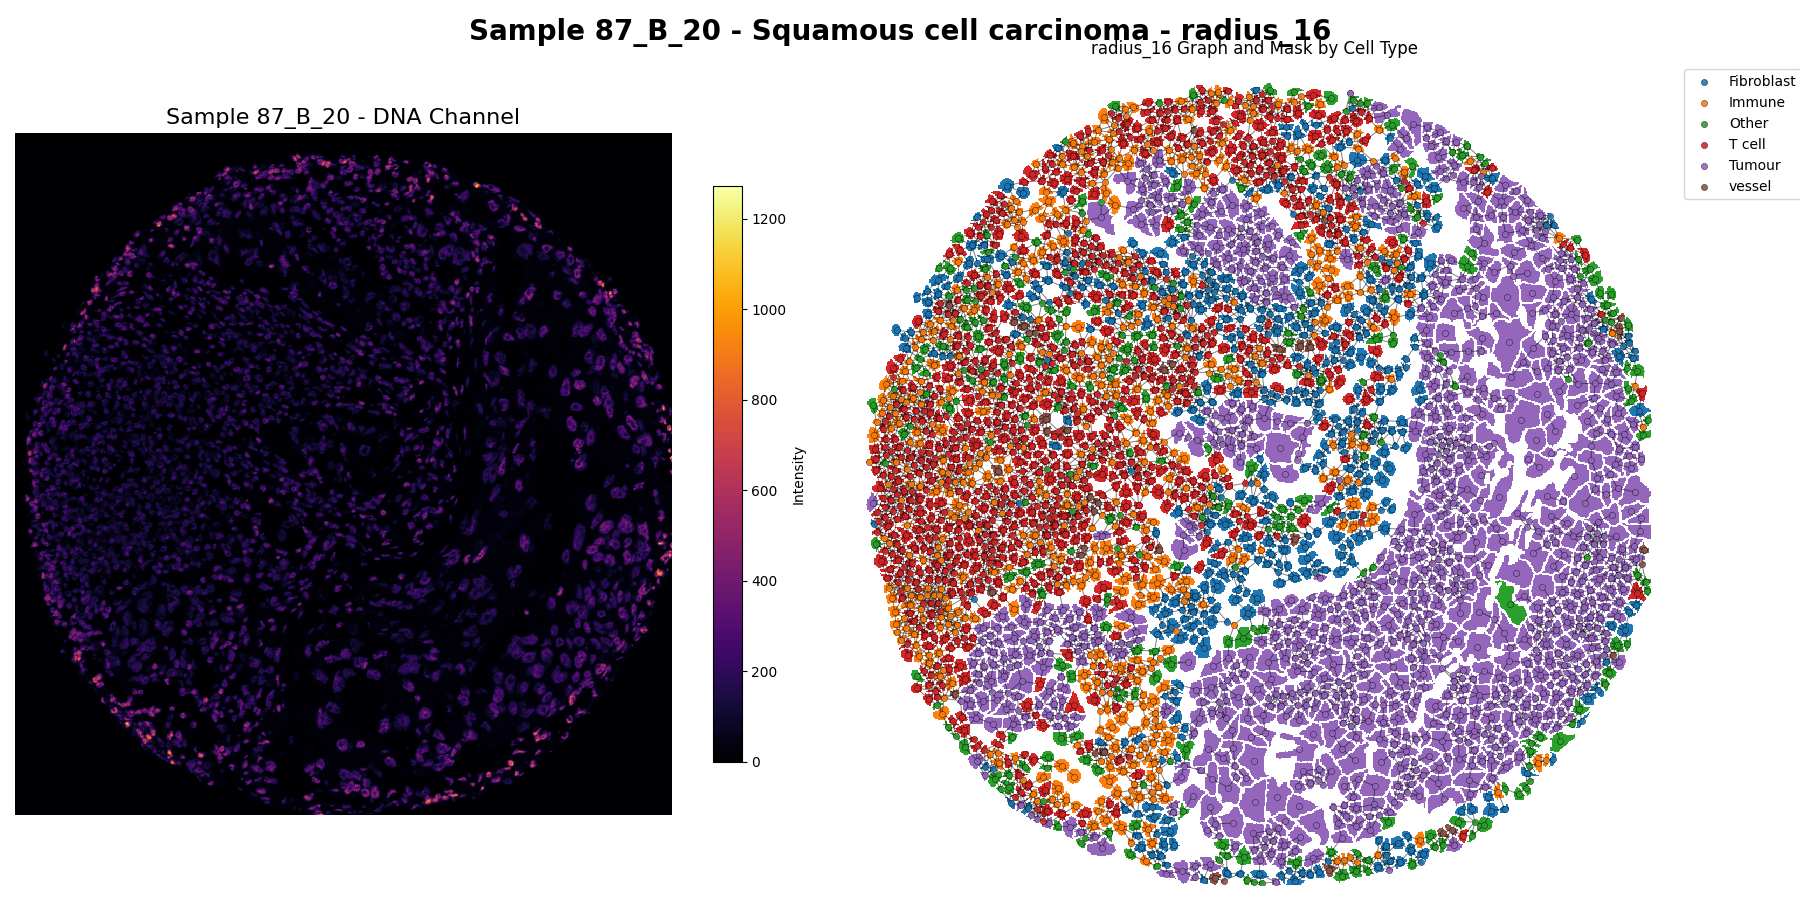 Sample 87_B_20 - Squamous cell carcinoma - radius_16
radius_16 Graph and Mask by Cell Type
Sample 87_B_20 - DNA Channel
Fibroblast
Immune
Other
T cell
Tumour
vessel
1200
1000
800
600
400
200
0
Intensity